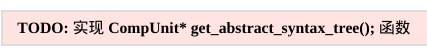 TODO: 实现 CompUnit* get_abstract_syntax_tree(); 函数